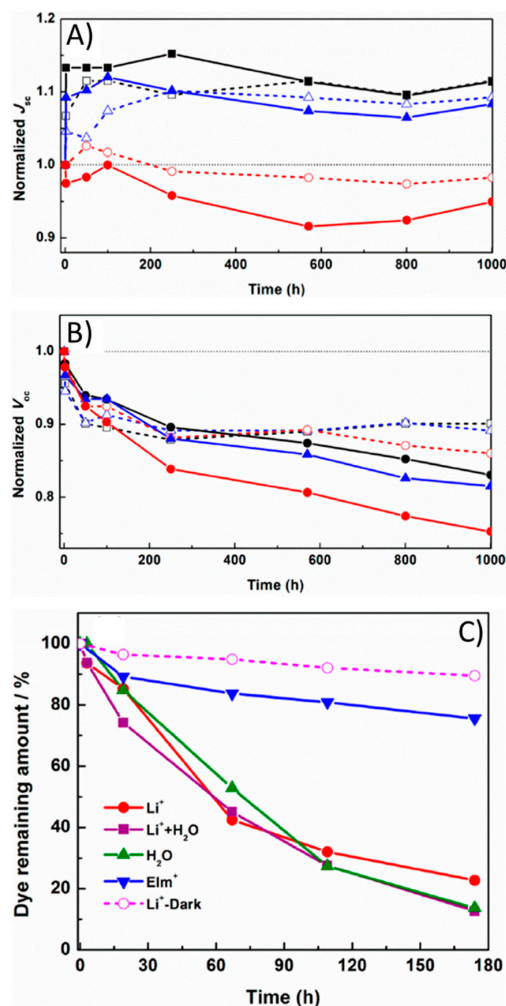 A)
Normalized Jsc
1.2
1.1
1.0
0.9
0
200
400
600
800
1000
Time (h)
B)
Normalized Voc
1.0
0.9
0.8
0
200
400
600
800
1000
Time (h)
C)
Dye remaining amount / %
100
80
60
40
20
0
Li⁺
Li⁺+H₂O
H₂O
EIm⁺
Li⁺-Dark
0
30
60
90
120
150
180
Time (h)